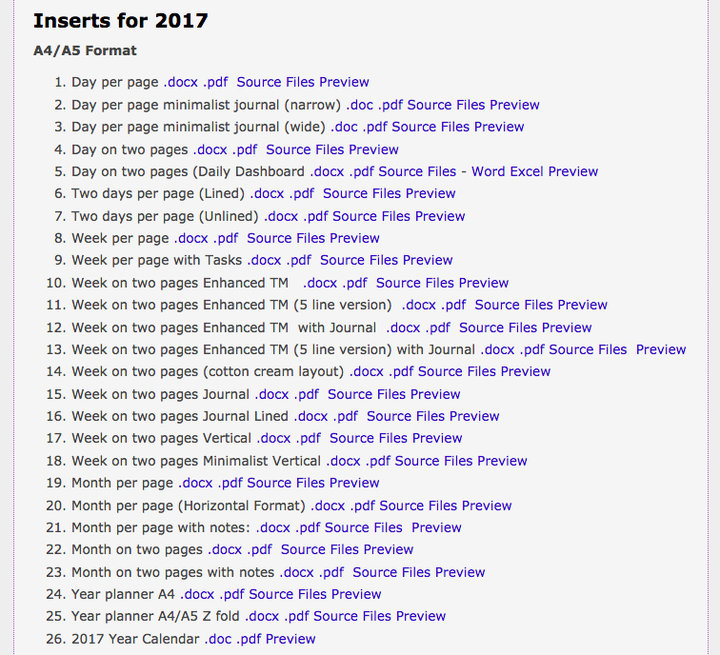 Inserts for 2017
A4/A5 Format
1. Day per page .docx .pdf Source Files Preview
2. Day per page minimalist journal (narrow) .doc .pdf Source Files Preview
3. Day per page minimalist journal (wide) .doc .pdf Source Files Preview
4. Day on two pages .docx .pdf Source Files Preview
5. Day on two pages (Daily Dashboard .docx .pdf Source Files - Word Excel Preview
6. Two days per page (Lined) .docx .pdf Source Files Preview
7. Two days per page (Unlined) .docx .pdf Source Files Preview
8. Week per page .docx .pdf Source Files Preview
9. Week per page with Tasks .docx .pdf Source Files Preview
10. Week on two pages Enhanced TM .docx .pdf Source Files Preview
11. Week on two pages Enhanced TM (5 line version) .docx .pdf Source Files Preview
12. Week on two pages Enhanced TM with Journal .docx .pdf Source Files Preview
13. Week on two pages Enhanced TM (5 line version) with Journal .docx .pdf Source Files Preview
14. Week on two pages (cotton cream layout) .docx .pdf Source Files Preview
15. Week on two pages Journal .docx .pdf Source Files Preview
16. Week on two pages Journal Lined .docx .pdf Source Files Preview
17. Week on two pages Vertical .docx .pdf Source Files Preview
18. Week on two pages Minimalist Vertical .docx .pdf Source Files Preview
19. Month per page .docx .pdf Source Files Preview
20. Month per page (Horizontal Format) .docx .pdf Source Files Preview
21. Month per page with notes: .docx .pdf Source Files Preview
22. Month on two pages .docx .pdf Source Files Preview
23. Month on two pages with notes .docx .pdf Source Files Preview
24. Year planner A4 .docx .pdf Source Files Preview
25. Year planner A4/A5 Z fold .docx .pdf Source Files Preview
26. 2017 Year Calendar .doc .pdf Preview